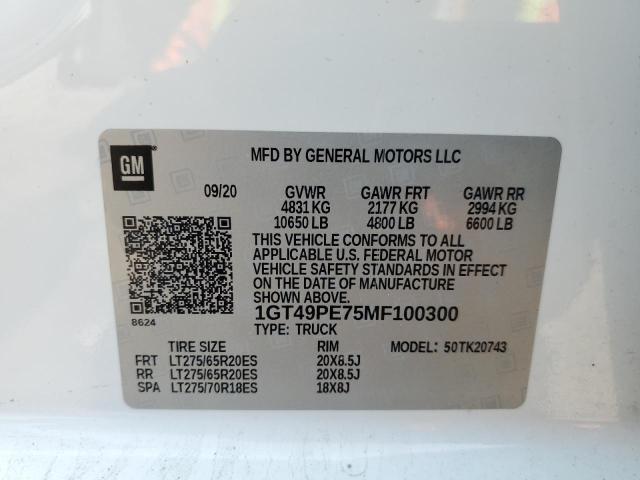 GM
MFD BY GENERAL MOTORS LLC
09/20 GVWR GAWR FRT GAWR RR
4831 KG 2177 KG 2994 KG
10650 LB 4800 LB 6600 LB
THIS VEHICLE CONFORMS TO ALL
APPLICABLE U.S. FEDERAL MOTOR
VEHICLE SAFETY STANDARDS IN EFFECT
ON THE DATE OF MANUFACTURE
SHOWN ABOVE.
8624
1GT49PE75MF100300
TYPE: TRUCK
TIRE SIZE RIM MODEL: 50TK20743
FRT LT275/65R20ES 20X8.5J
RR LT275/65R20ES 20X8.5J
SPA LT275/70R18ES 18X8J